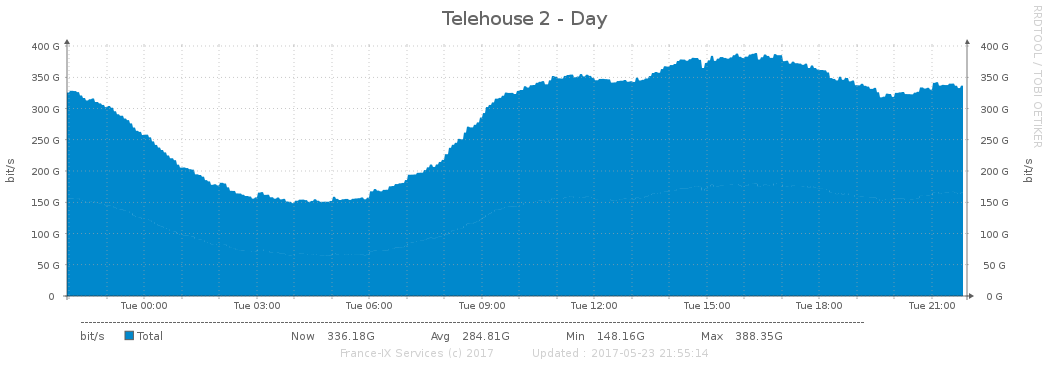 Telehouse 2 - Day
RRDTOOL / TOBI OETIKER
bit/s
bit/s
400 G 400 G
350 G 350 G
300 G 300 G
250 G 250 G
200 G 200 G
150 G 150 G
100 G 100 G
50 G 50 G
0 0 G
Tue 00:00 Tue 03:00 Tue 06:00 Tue 09:00 Tue 12:00 Tue 15:00 Tue 18:00 Tue 21:00
bit/s Total Now 336.18G Avg 284.81G Min 148.16G Max 388.35G
France-IX Services (c) 2017 Updated : 2017-05-23 21:55:14